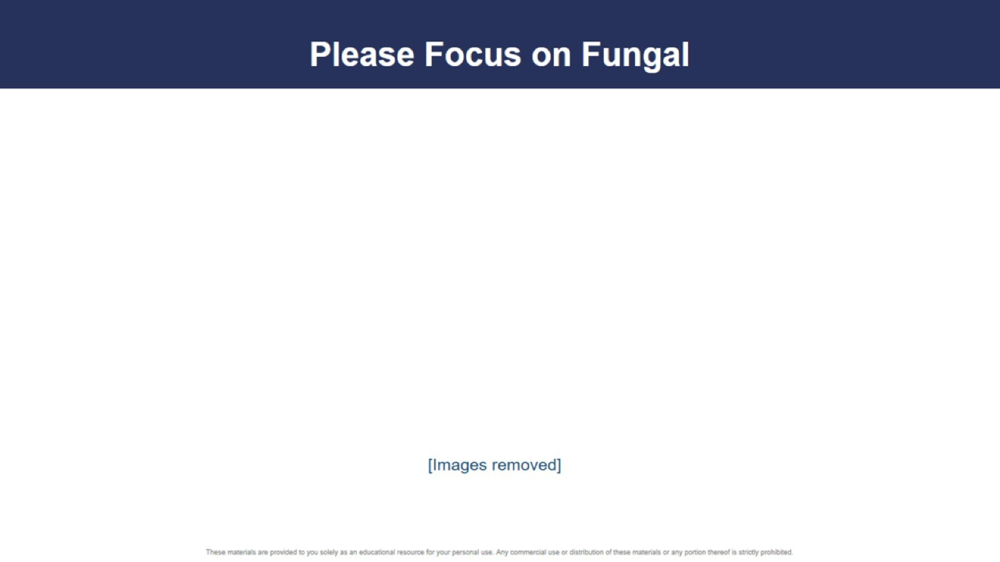 Please Focus on Fungal
[Images removed]
These materials are provided to you solely as an educational resource for your personal use. Any commercial use or distribution of these materials or any portion thereof is strictly prohibited.